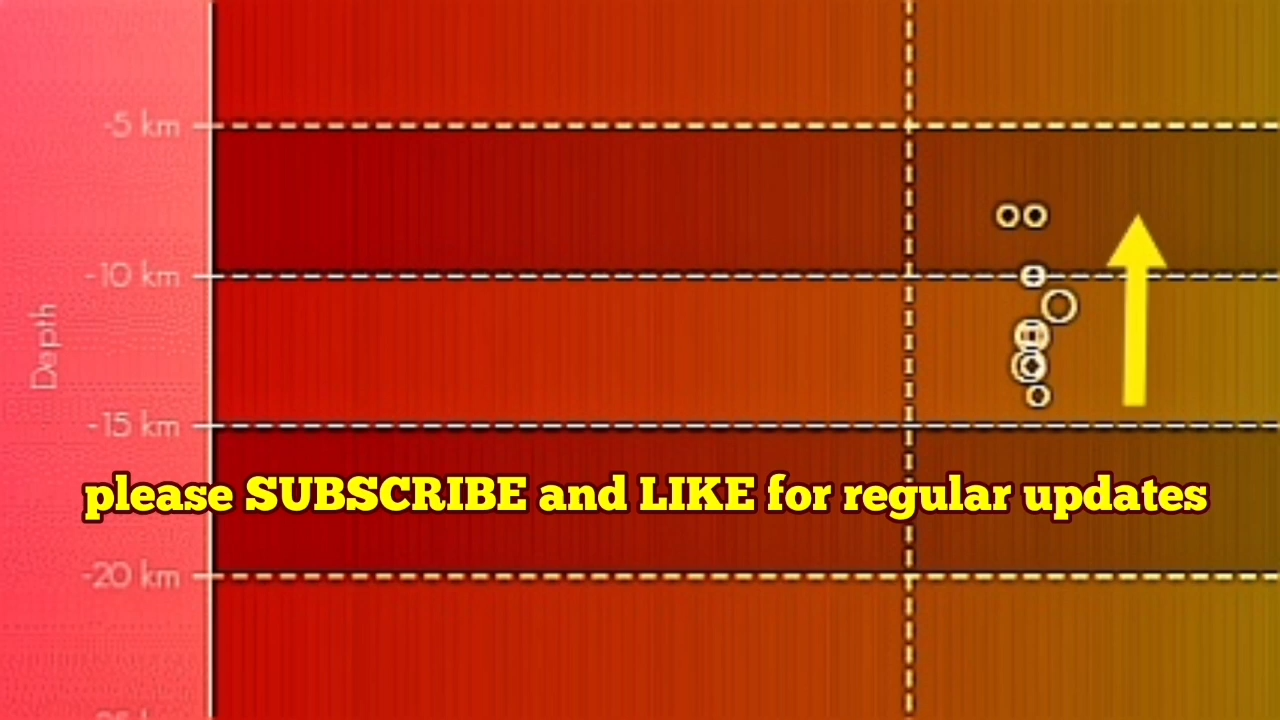 -5 km
-10 km
Depth
-15 km
please SUBSCRIBE and LIKE for regular updates
-20 km